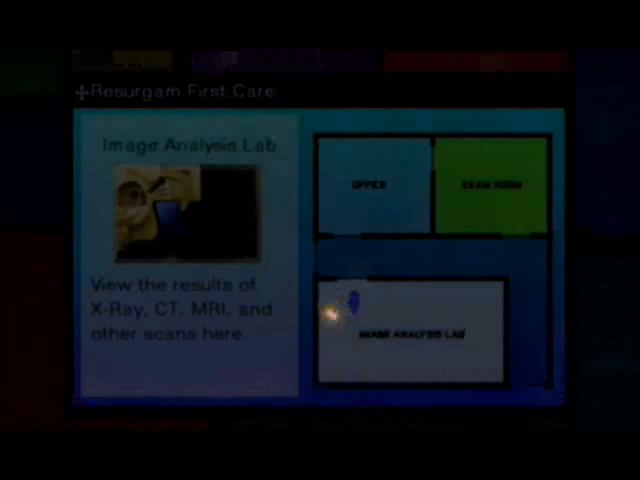 Resurgam First Care
Image Analysis Lab
View the results of
X-Ray, CT, MRI, and
other scans here.
OFFICE
EXAM ROOM
IMAGE ANALYSIS LAB